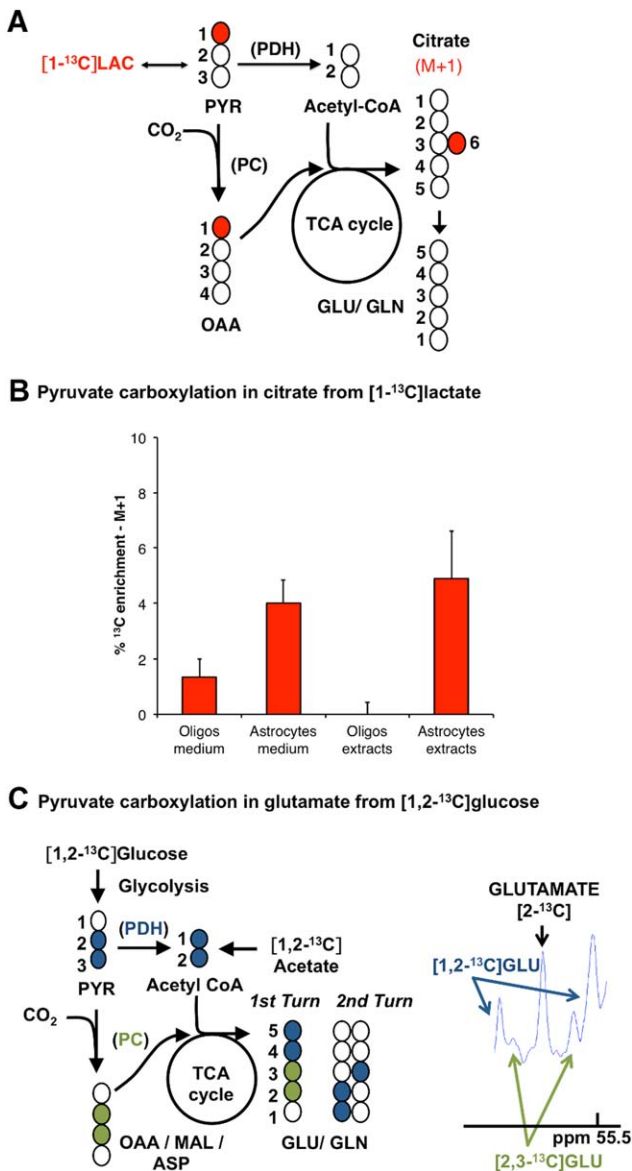 A
[1-¹³C]LAC
1
2
3
PYR
(PDH)
1
2
Acetyl-CoA
Citrate
(M+1)
1
2
3
4
5
6
CO₂
(PC)
1
2
3
4
OAA
TCA cycle
GLU/ GLN
5
4
3
2
1
B Pyruvate carboxylation in citrate from [1-¹³C]lactate
% ¹³C enrichment - M+1
10
8
6
4
2
0
Oligos
medium
Astrocytes
medium
Oligos
extracts
Astrocytes
extracts
C Pyruvate carboxylation in glutamate from [1,2-¹³C]glucose
[1,2-¹³C]Glucose
Glycolysis
1
2
3
PYR
(PDH)
1
2
Acetyl CoA
[1,2-¹³C]
Acetate
CO₂
(PC)
OAA / MAL /
ASP
TCA
cycle
1st Turn 2nd Turn
5
4
3
2
1
GLU/ GLN
GLUTAMATE
[2-¹³C]
[1,2-¹³C]GLU
ppm 55.5
[2,3-¹³C]GLU